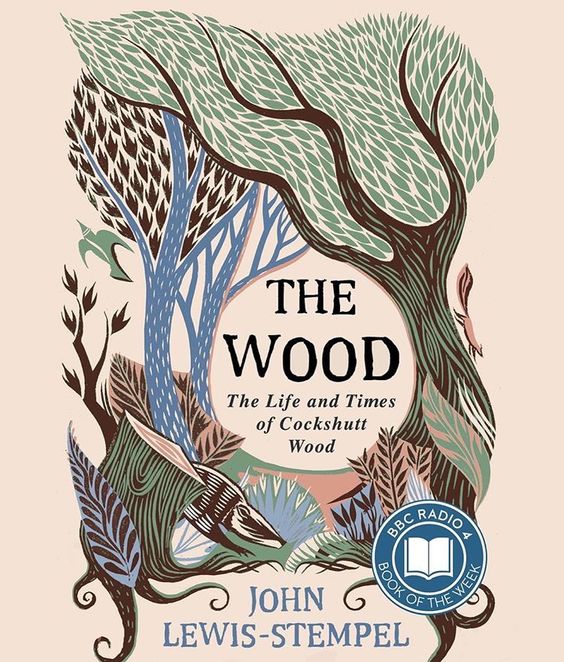 THE
WOOD
The Life and Times
of Cockshutt
Wood
BBC RADIO 4
BOOK OF THE WEEK
JOHN
LEWIS-STEMPEL